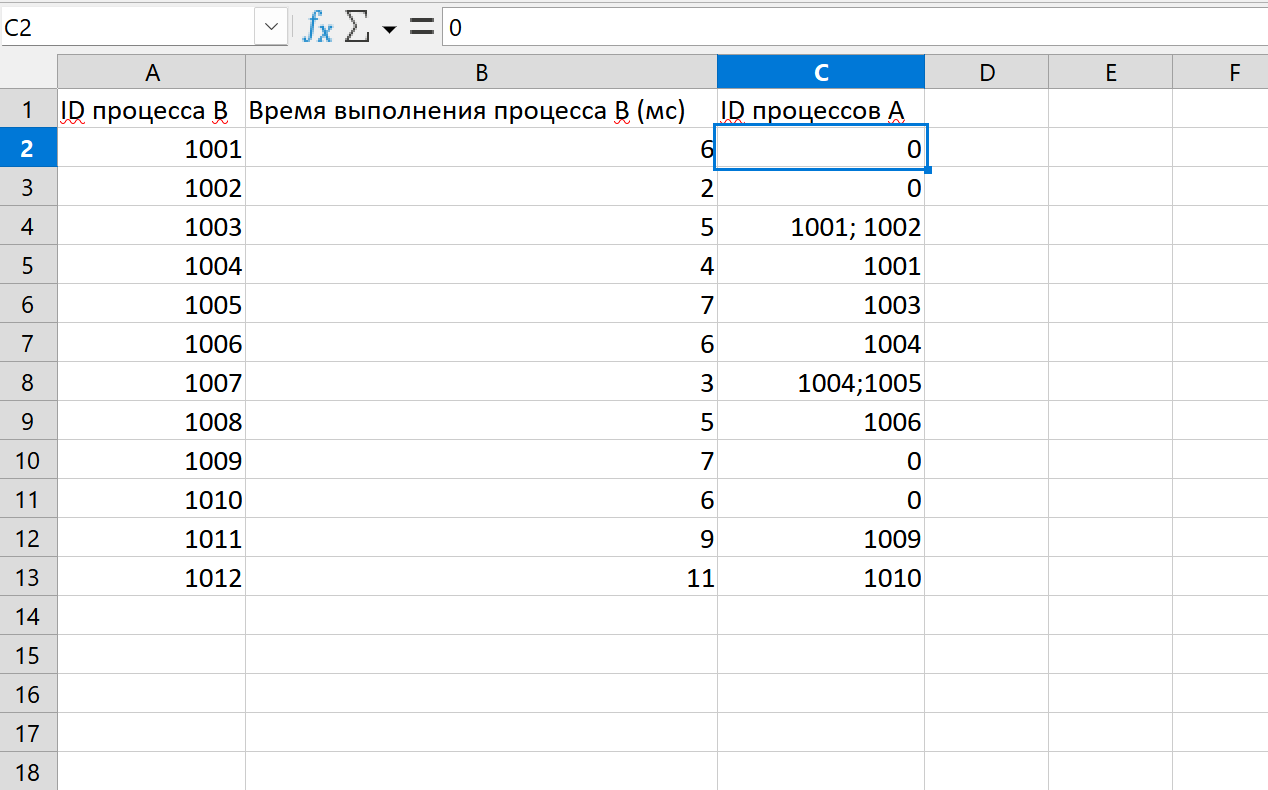 C2 fx Σ = 0
A B C D E F
1 ID процесса B Время выполнения процесса B (мс) ID процессов A
2 1001 6 0
3 1002 2 0
4 1003 5 1001; 1002
5 1004 4 1001
6 1005 7 1003
7 1006 6 1004
8 1007 3 1004;1005
9 1008 5 1006
10 1009 7 0
11 1010 6 0
12 1011 9 1009
13 1012 11 1010
14
15
16
17
18